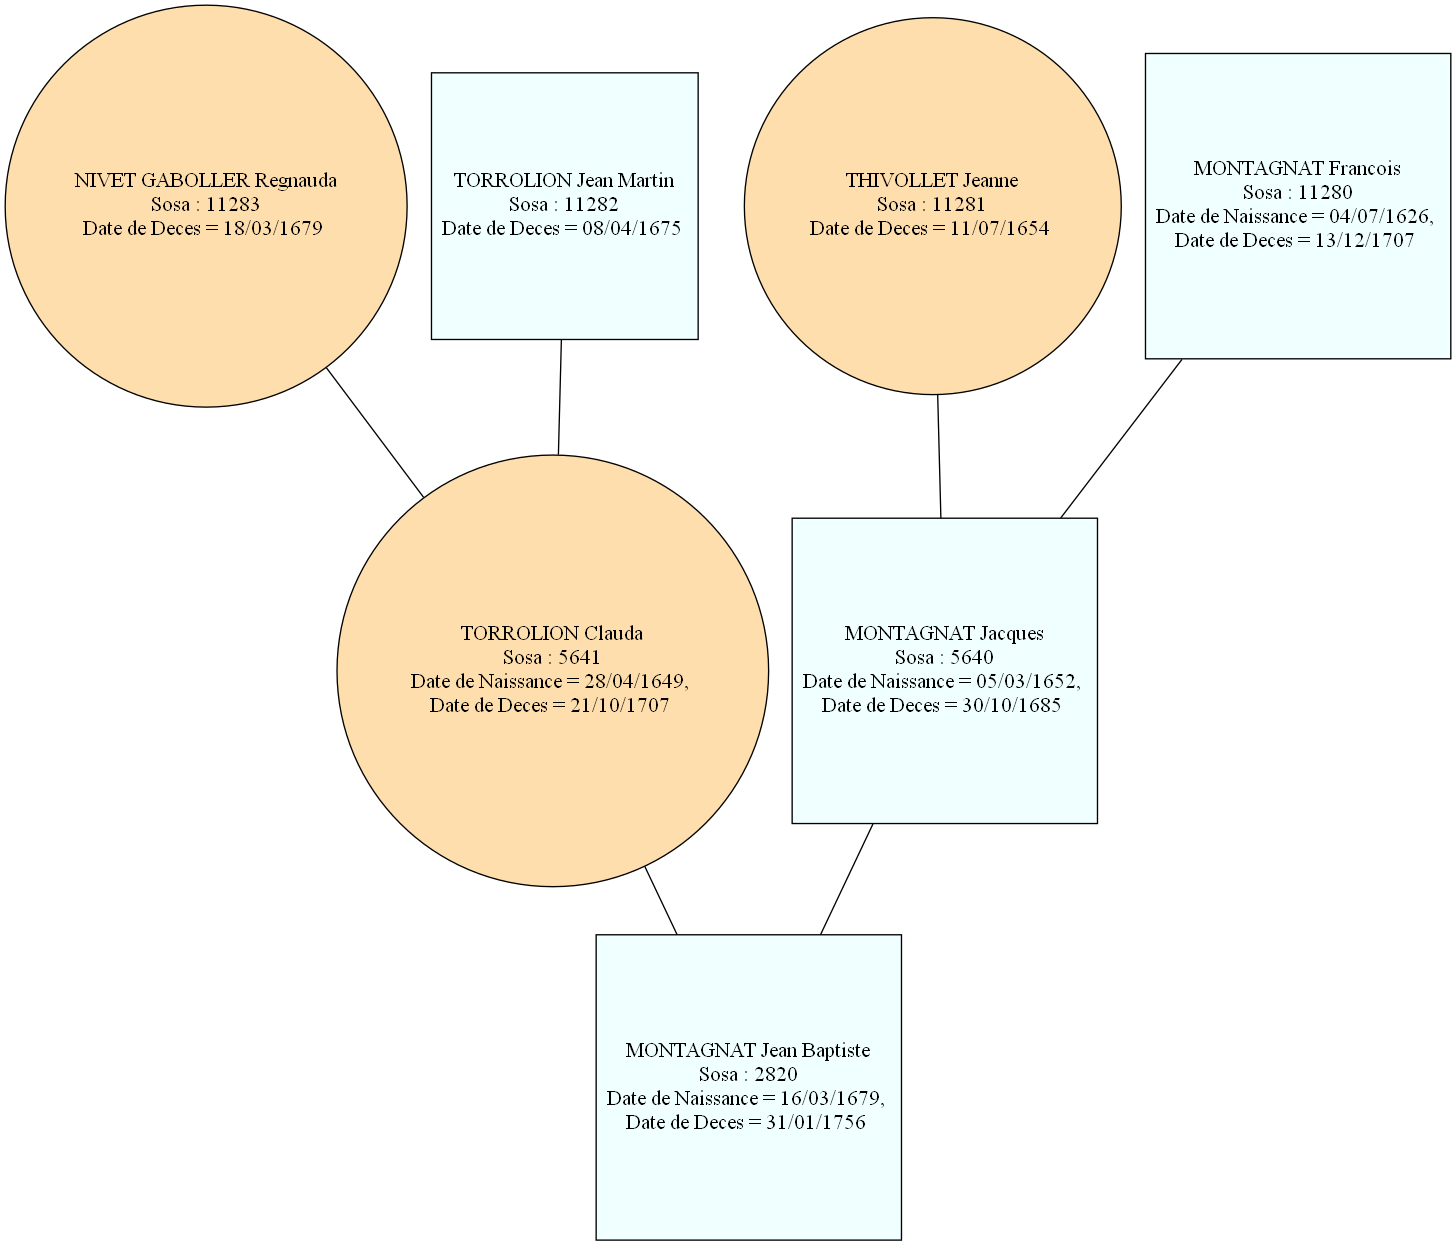 NIVET GABOLLER Regnauda
Sosa : 11283
Date de Deces = 18/03/1679
TORROLION Jean Martin
Sosa : 11282
Date de Deces = 08/04/1675
THIVOLLET Jeanne
Sosa : 11281
Date de Deces = 11/07/1654
MONTAGNAT Francois
Sosa : 11280
Date de Naissance = 04/07/1626,
Date de Deces = 13/12/1707
TORROLION Clauda
Sosa : 5641
Date de Naissance = 28/04/1649,
Date de Deces = 21/10/1707
MONTAGNAT Jacques
Sosa : 5640
Date de Naissance = 05/03/1652,
Date de Deces = 30/10/1685
MONTAGNAT Jean Baptiste
Sosa : 2820
Date de Naissance = 16/03/1679,
Date de Deces = 31/01/1756